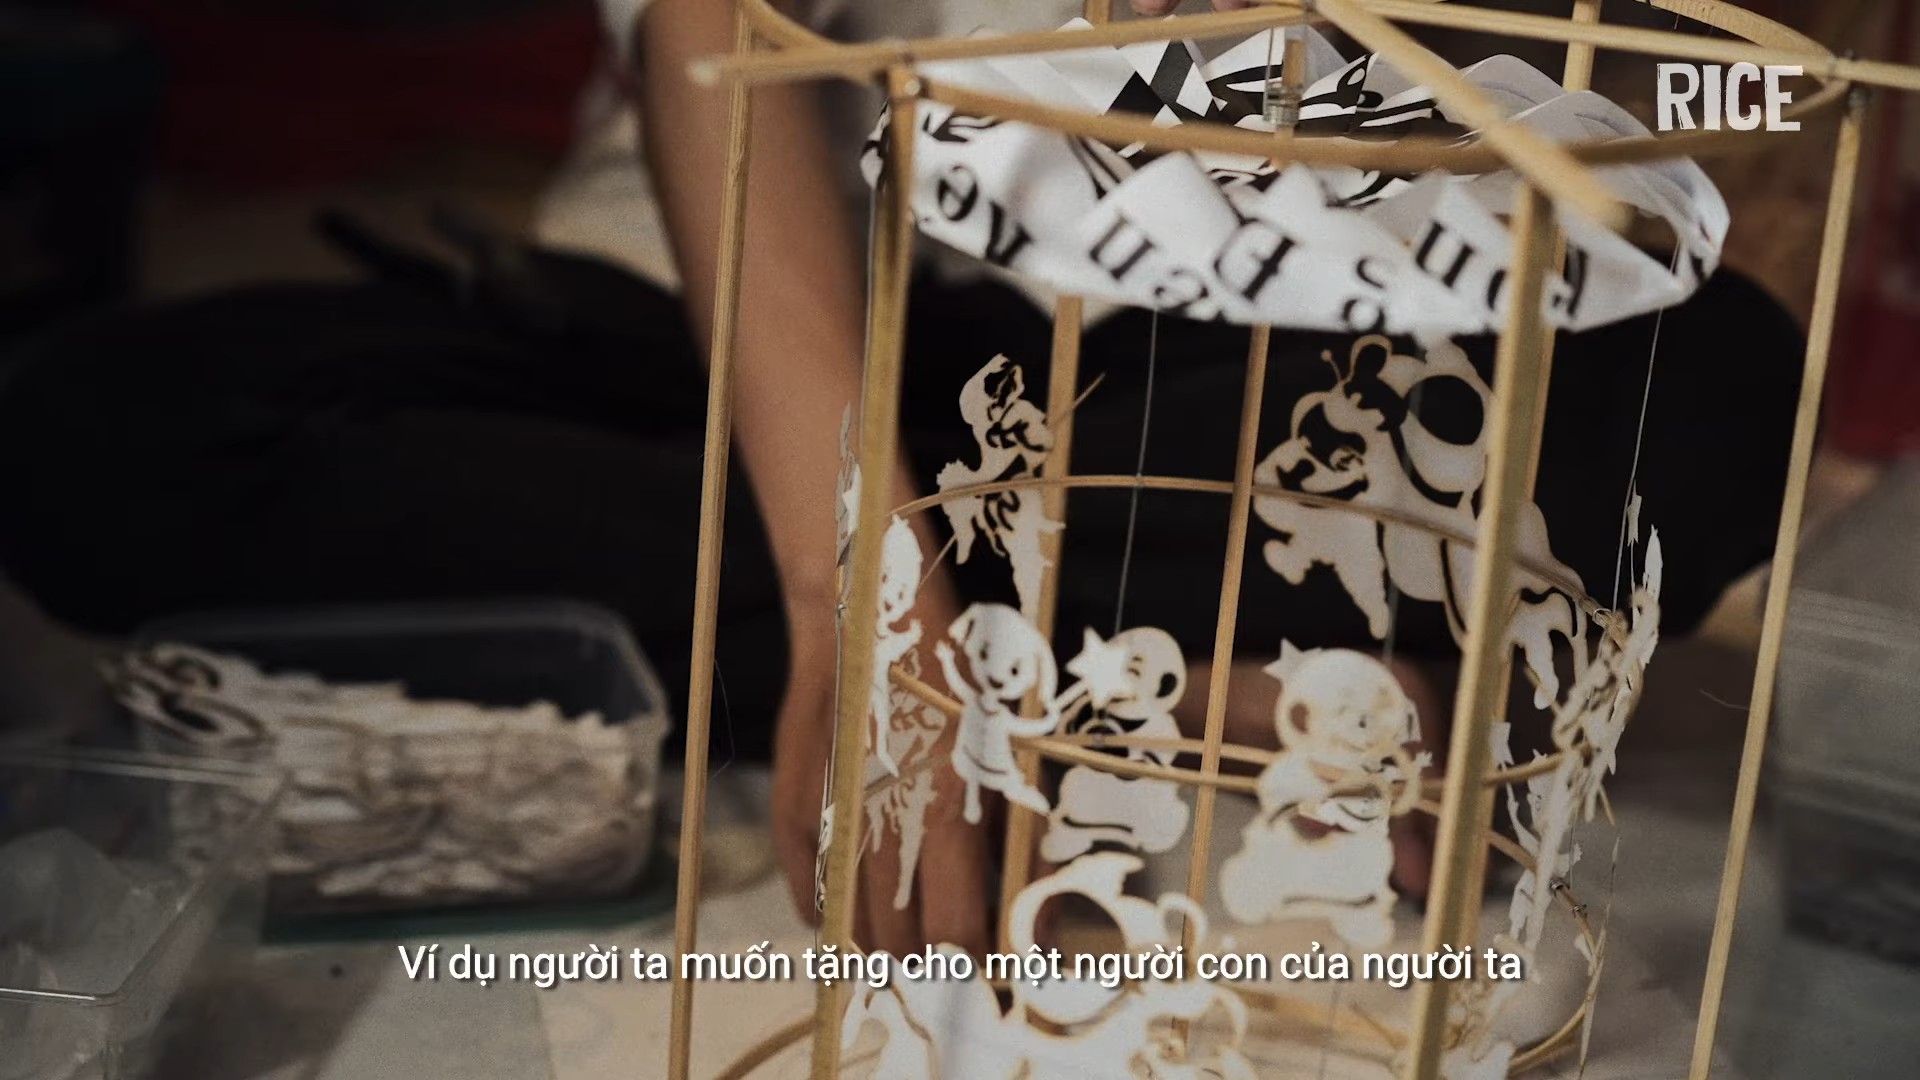 RICE
Ví dụ người ta muốn tặng cho một người con của người ta